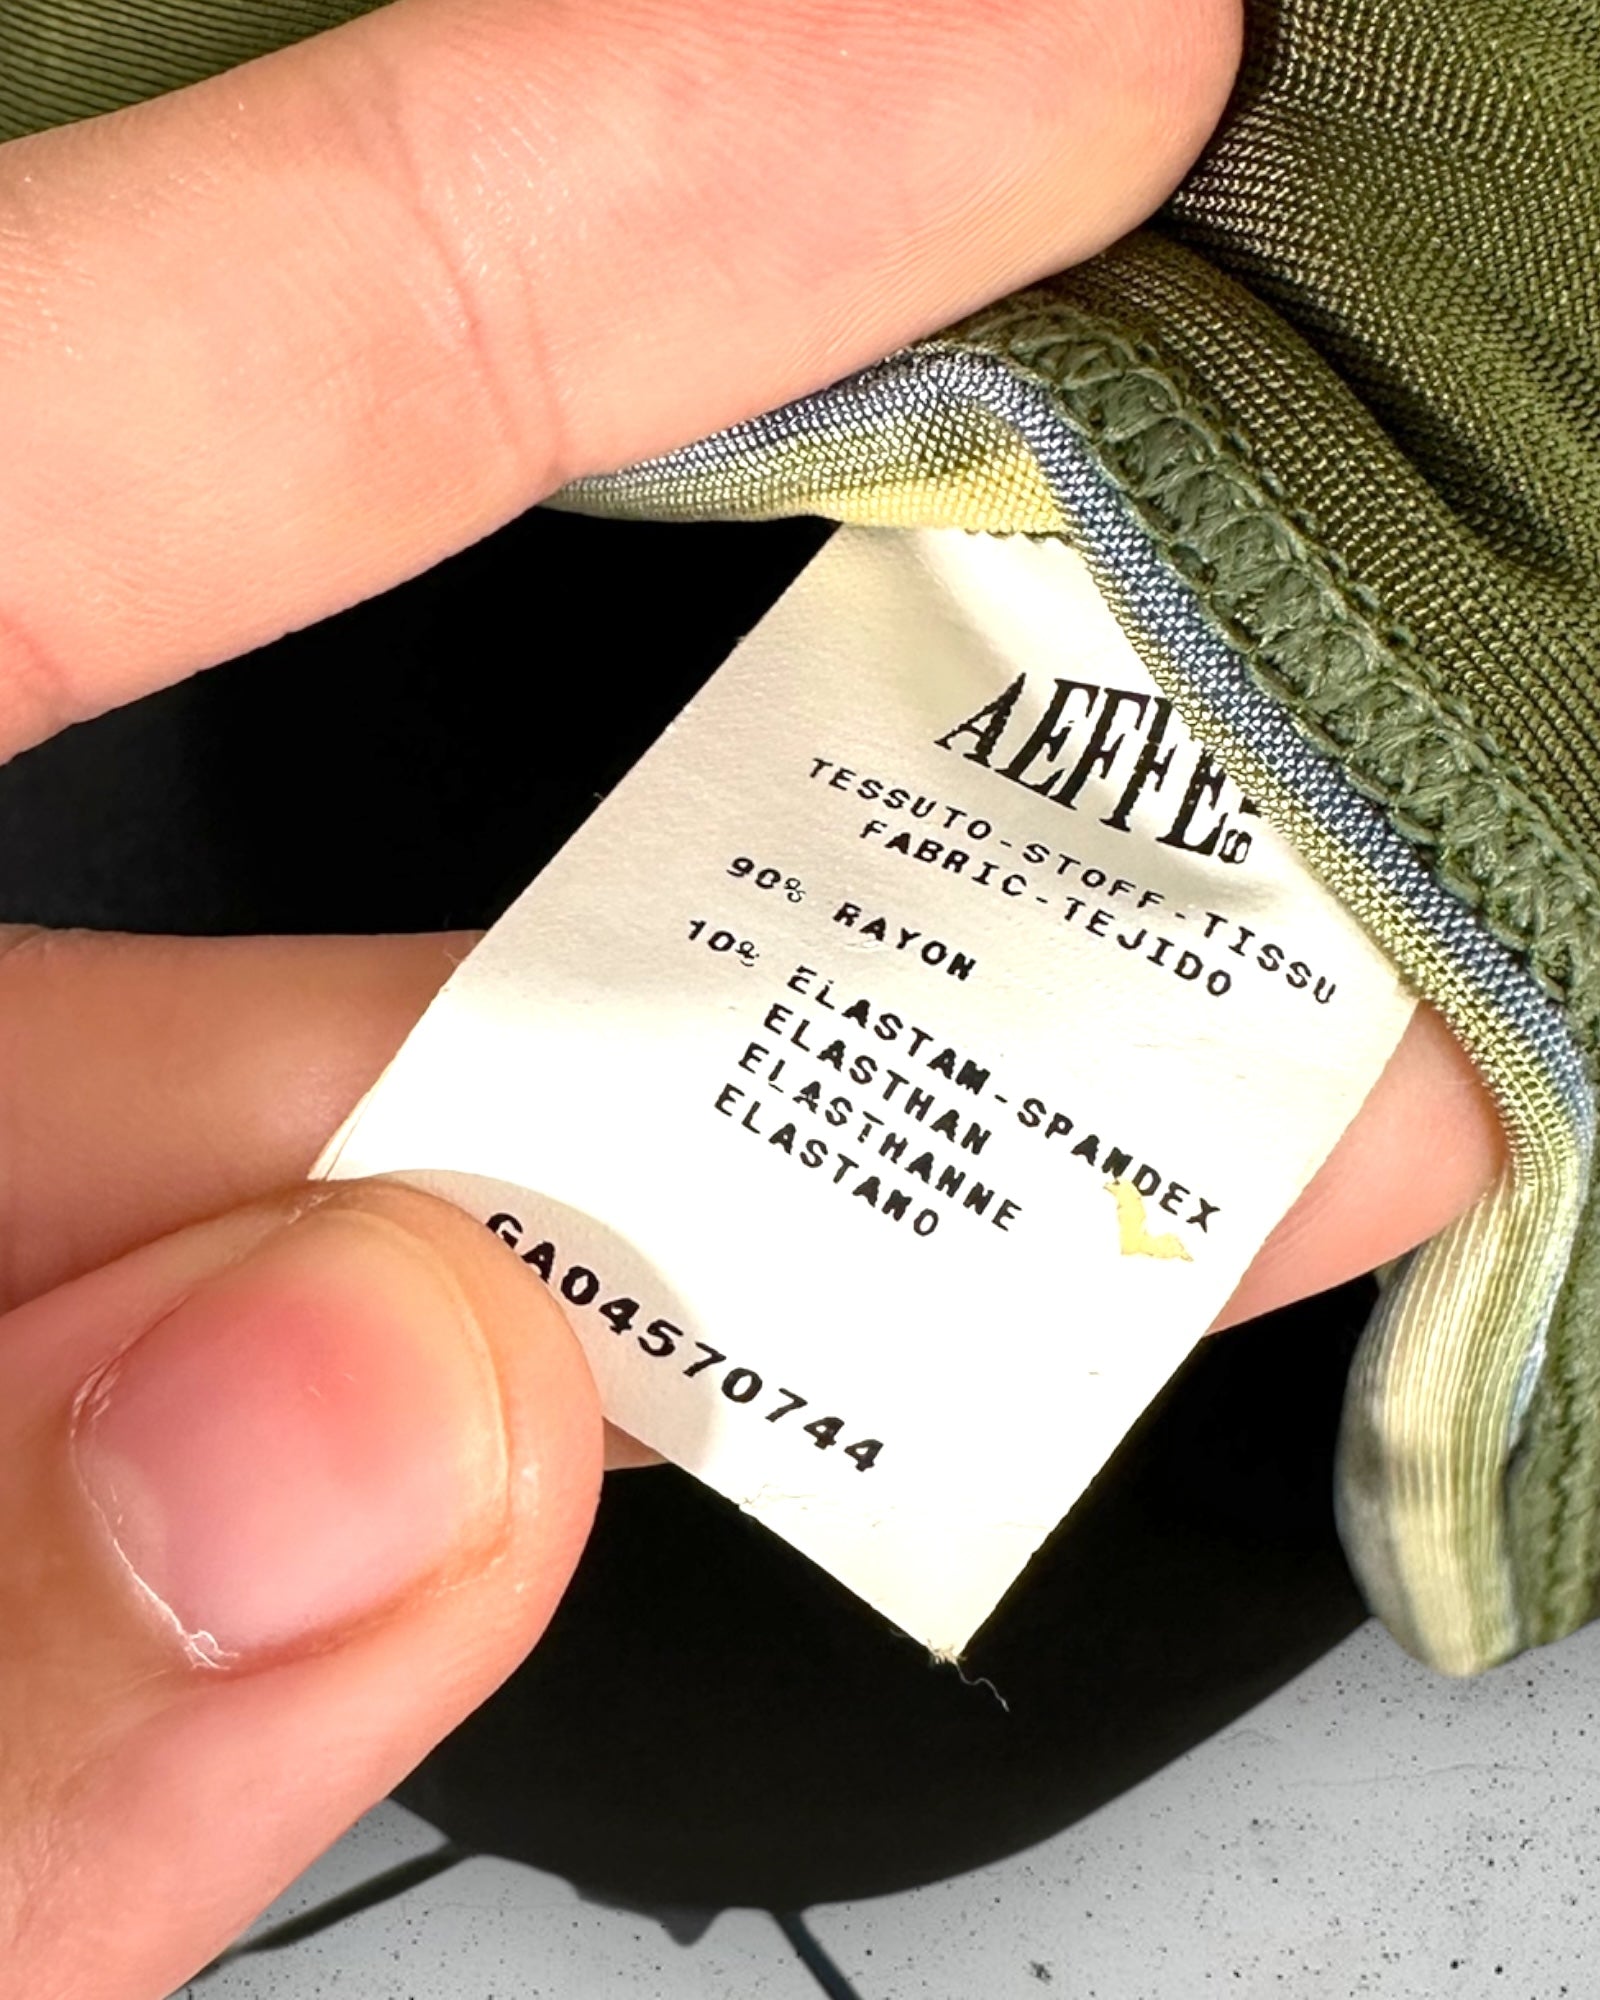 AEFFE
TESSUTO-STOFF-TISSU
FABRIC-TEJIDO
90% RAYON
10% ELASTAM-SPANDEX
ELASTHAN
ELASTHANNE
ELASTANO
GA04570744